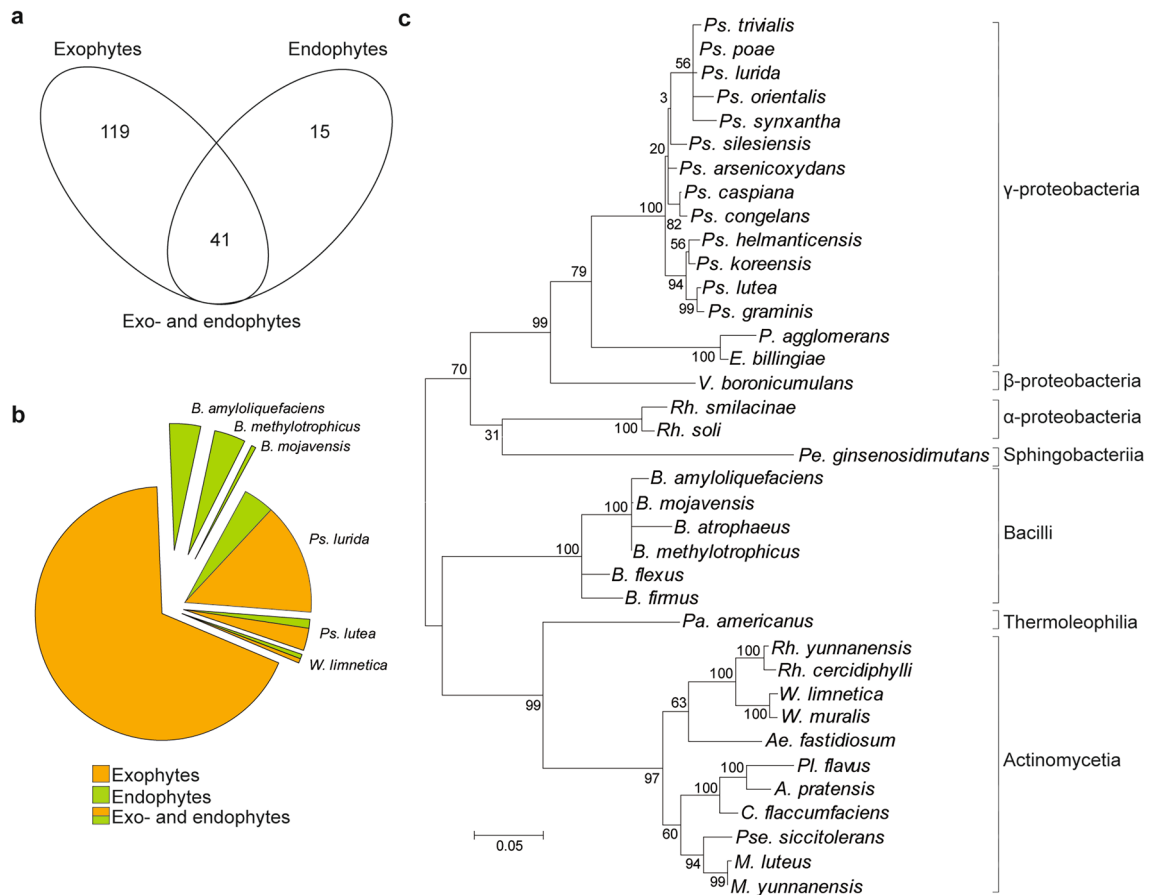 a
Exophytes
Endophytes
119
15
41
Exo- and endophytes
b
B. amyloliquefaciens
B. methylotrophicus
B. mojavensis
Ps. lurida
Ps. lutea
W. limnetica
Exophytes
Endophytes
Exo- and endophytes
c
Ps. trivialis
Ps. poae
56
Ps. lurida
3
Ps. orientalis
Ps. synxantha
20
Ps. silesiensis
Ps. arsenicoxydans
Ps. caspiana
100
Ps. congelans
82
56
Ps. helmanticensis
Ps. koreensis
79
94
Ps. lutea
99
Ps. graminis
P. agglomerans
100
E. billingiae
99
V. boronicumulans
70
Rh. smilacinae
100
Rh. soli
31
Pe. ginsenosidimutans
B. amyloliquefaciens
100
B. mojavensis
B. atrophaeus
100
B. methylotrophicus
B. flexus
B. firmus
Pa. americanus
100
Rh. yunnanensis
100
Rh. cercidiphylli
W. limnetica
100
W. muralis
99
63
Ae. fastidiosum
97
100
Pl. flavus
100
A. pratensis
C. flaccumfaciens
60
Pse. siccitolerans
94
M. luteus
99
M. yunnanensis
γ-proteobacteria
β-proteobacteria
α-proteobacteria
Sphingobacteriia
Bacilli
Thermoleophilia
Actinomycetia
0.05